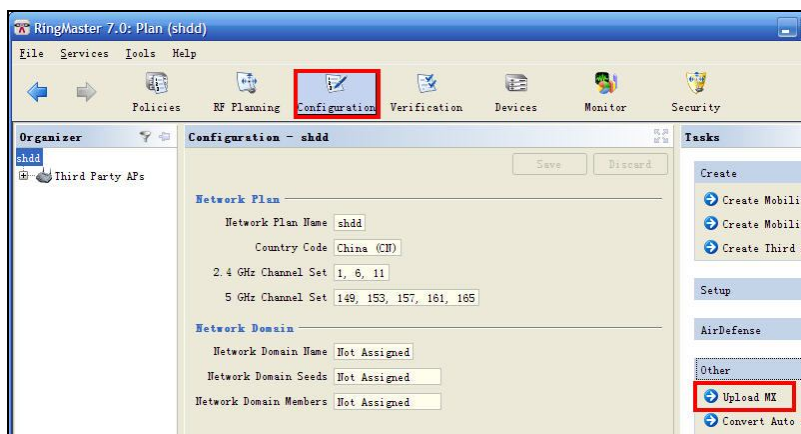 RingMaster 7.0: Plan (shdd)
File Services Tools Help
Policies RF Planning Configuration Verification Devices Monitor Security
Organizer
shdd
Third Party APs
Configuration - shdd
Save Discard
Network Plan
Network Plan Name shdd
Country Code China (CN)
2.4 GHz Channel Set 1, 6, 11
5 GHz Channel Set 149, 153, 157, 161, 165
Network Domain
Network Domain Name Not Assigned
Network Domain Seeds Not Assigned
Network Domain Members Not Assigned
Tasks
Create
Create Mobili
Create Mobili
Create Third
Setup
AirDefense
Other
Upload MX
Convert Auto